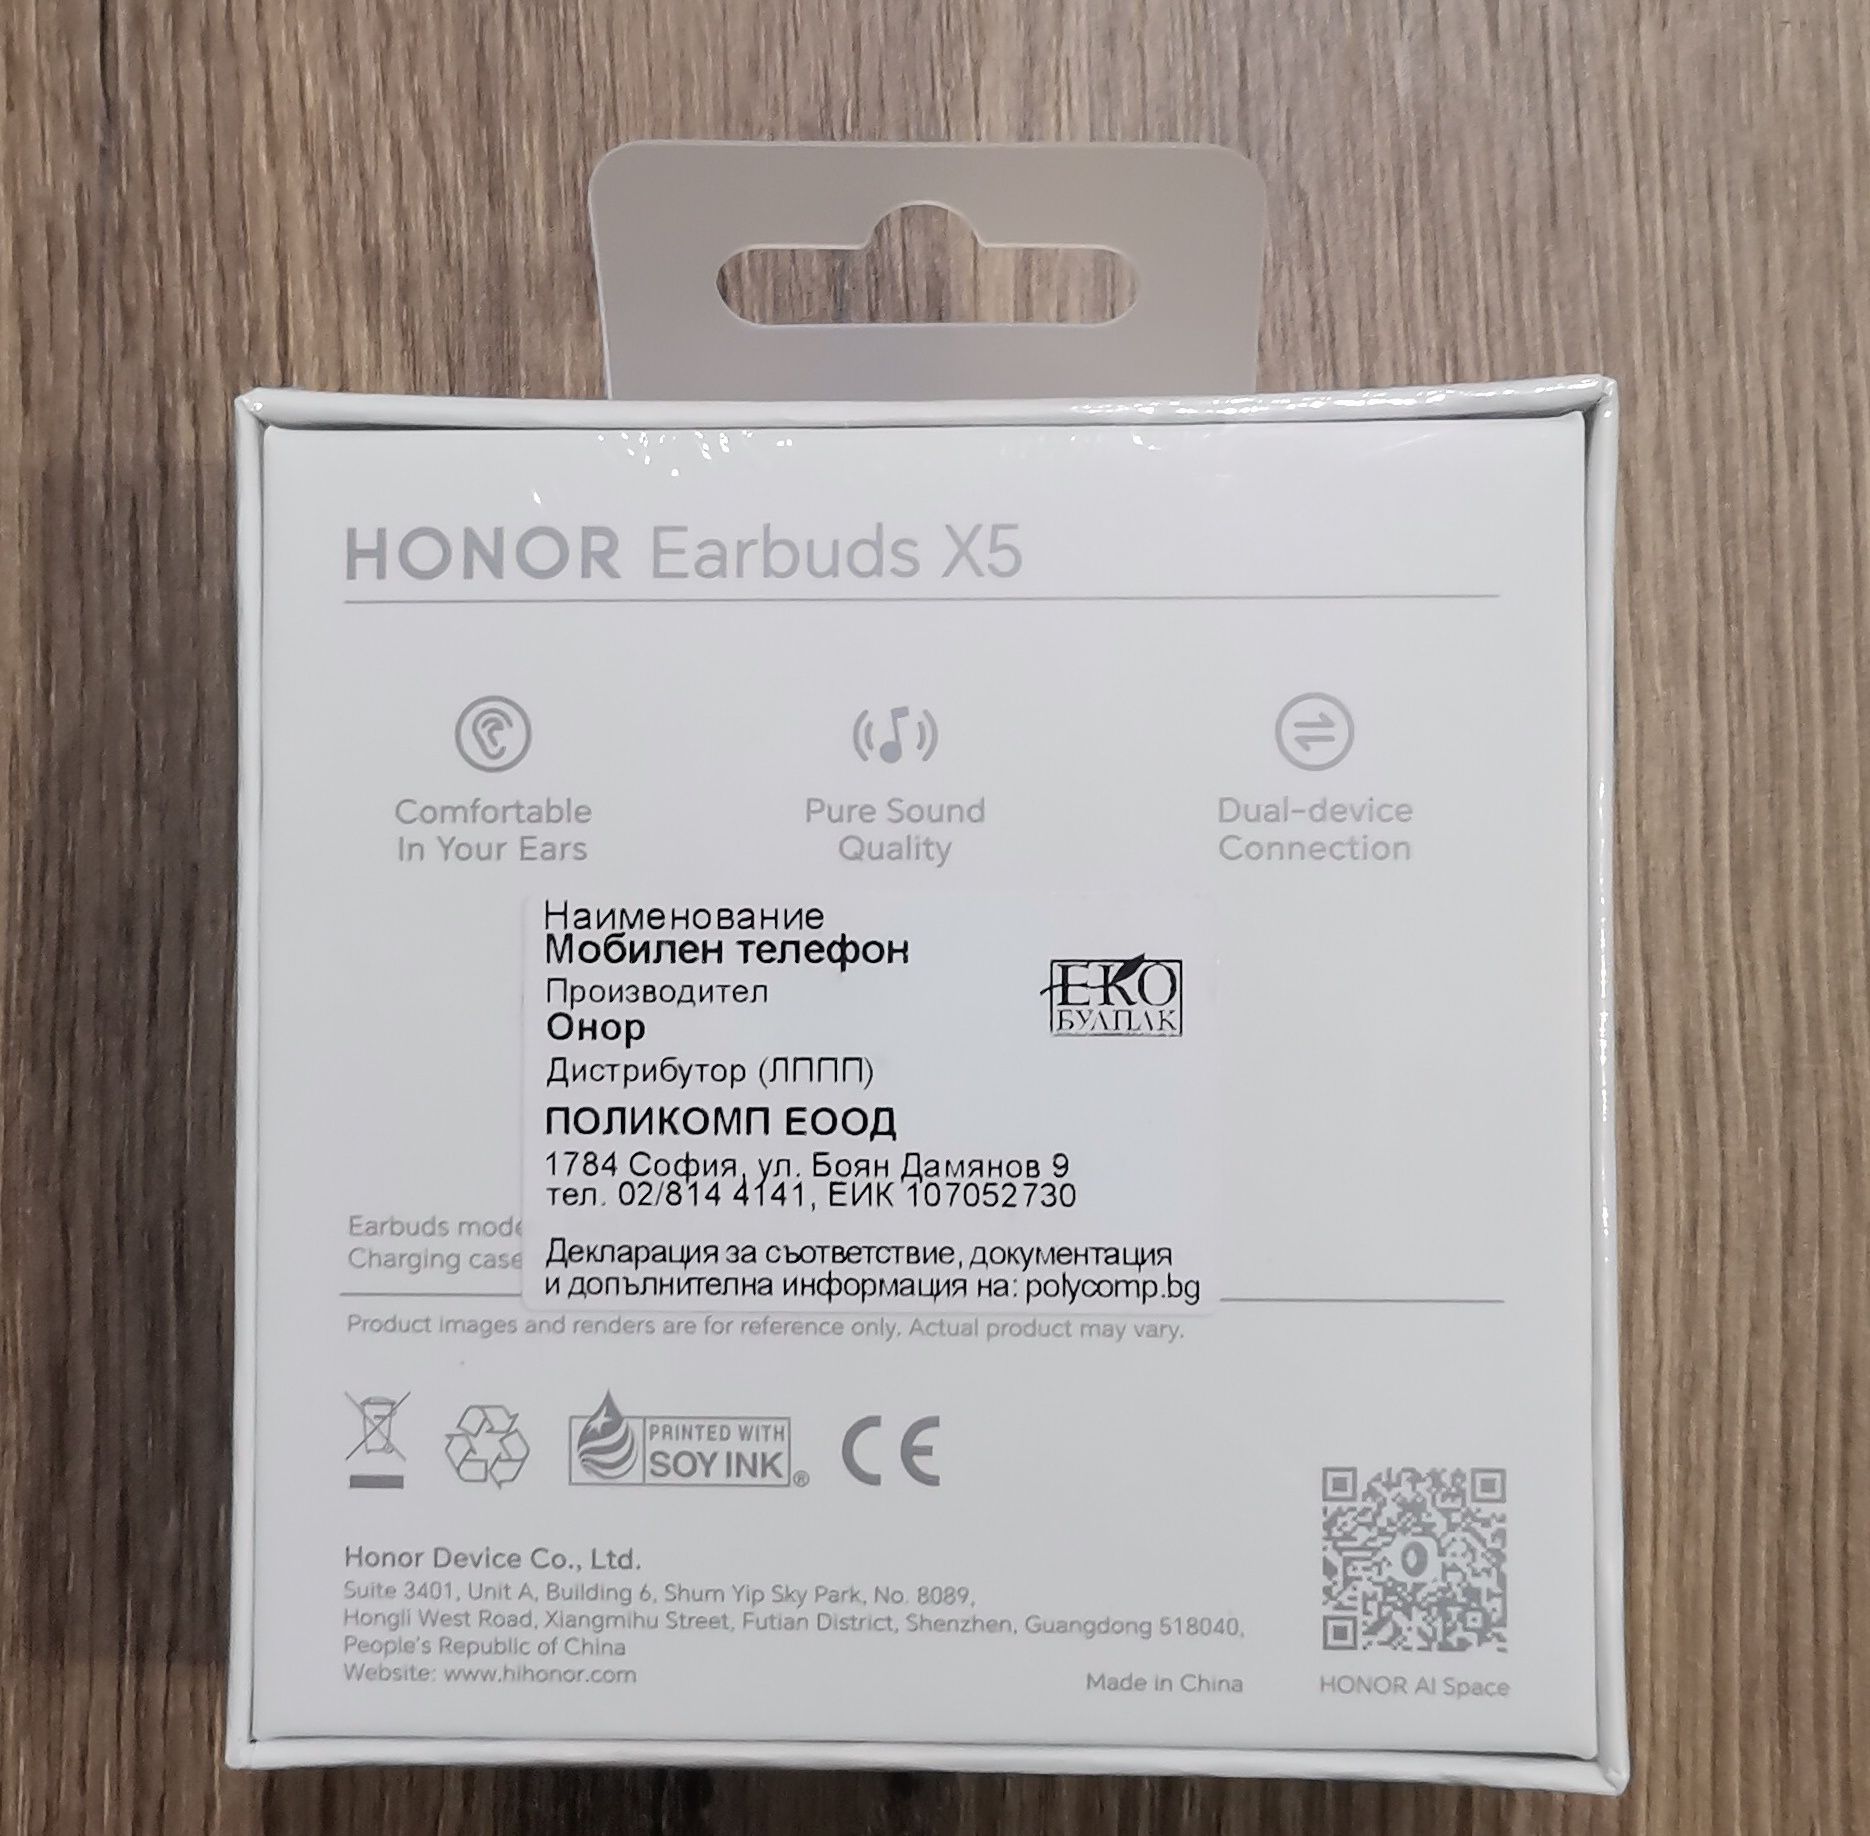 HONOR Earbuds X5
Comfortable
In Your Ears
Pure Sound
Quality
Dual-device
Connection
Наименование
Мобилен телефон
Производител
Онор
Дистрибутор (ЛППП)
ПОЛИКОМП ЕООД
1784 София, ул. Боян Дамянов 9
тел. 02/814 4141, ЕИК 107052730
Декларация за съответствие, документация
и допълнителна информация на: polycomp.bg
ЕКО
БУЛПАК
Earbuds
Charging case
Product images and renders are for reference only. Actual product may vary.
PRINTED WITH
SOY INK®
CE
Honor Device Co., Ltd.
Suite 3401, Unit A, Building 6, Shum Yip Sky Park, No. 8089,
Hongli West Road, Xiangmihu Street, Futian District, Shenzhen, Guangdong 518040,
People's Republic of China
Website: www.hihonor.com
Made in China
HONOR AI Space